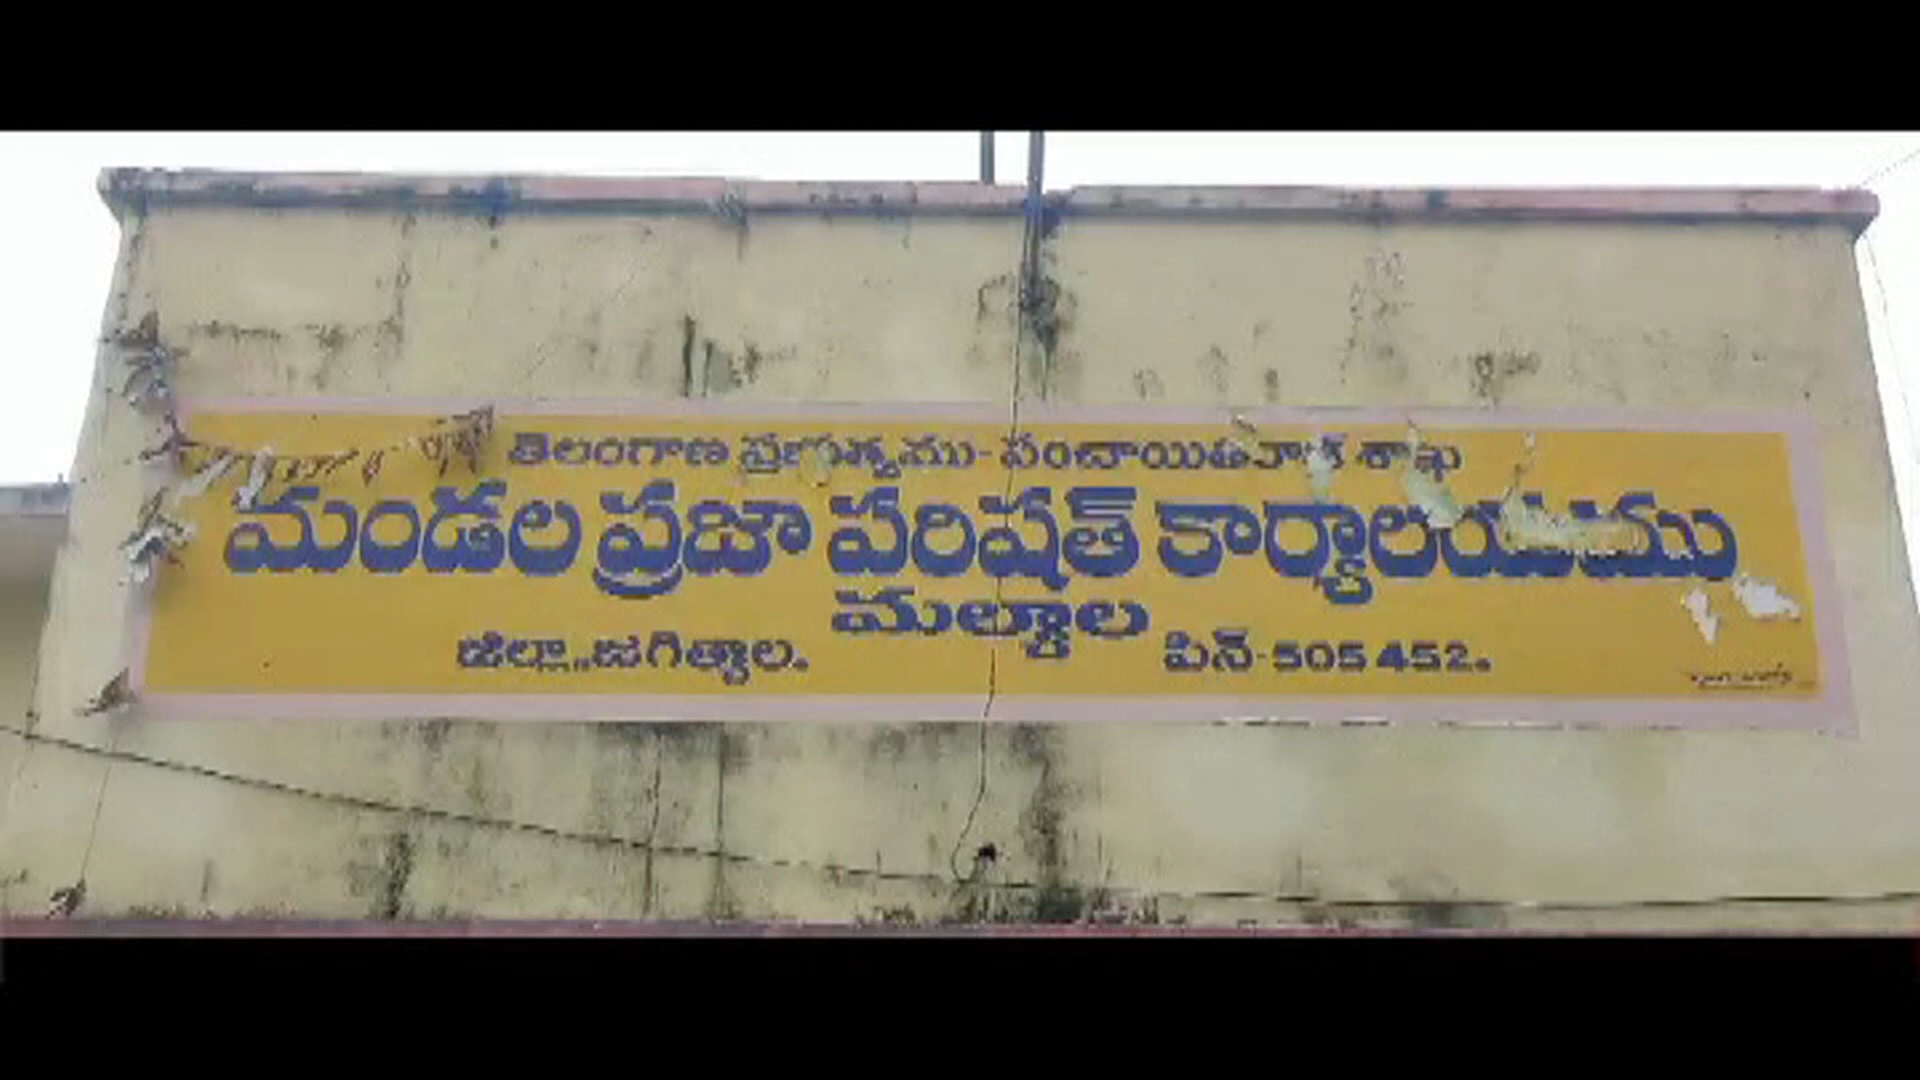 తెలంగాణ ప్రభుత్వము - పంచాయితీరాజ్ శాఖ
మండల ప్రజా పరిషత్ కార్యాలయము
మల్యాల
జిల్లా,,జగిత్యాల. పిన్-505 452.